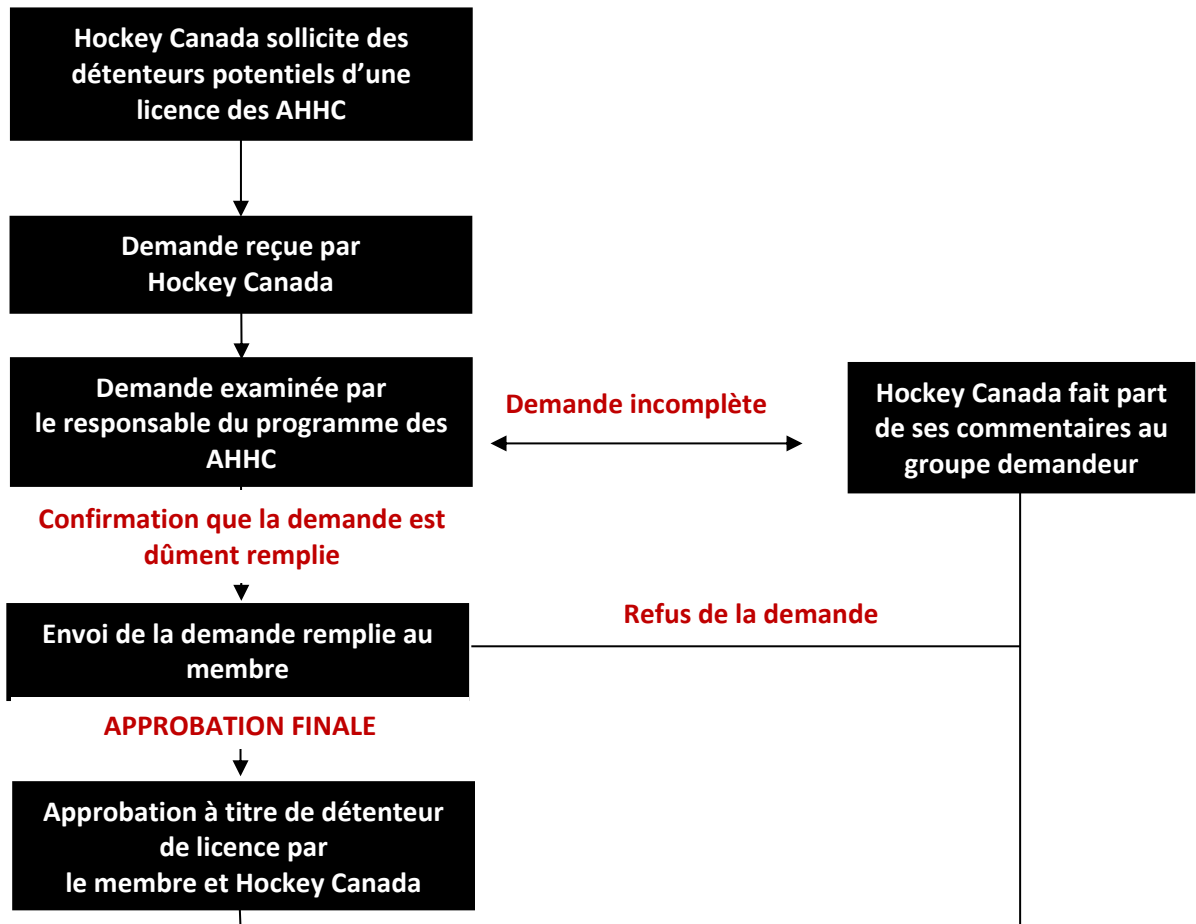 Hockey Canada sollicite des
détenteurs potentiels d’une
licence des AHHC
Demande reçue par
Hockey Canada
Demande examinée par
le responsable du programme des
AHHC
Demande incomplète
Hockey Canada fait part
de ses commentaires au
groupe demandeur
Confirmation que la demande est
dûment remplie
Envoi de la demande remplie au
membre
Refus de la demande
APPROBATION FINALE
Approbation à titre de détenteur
de licence par
le membre et Hockey Canada